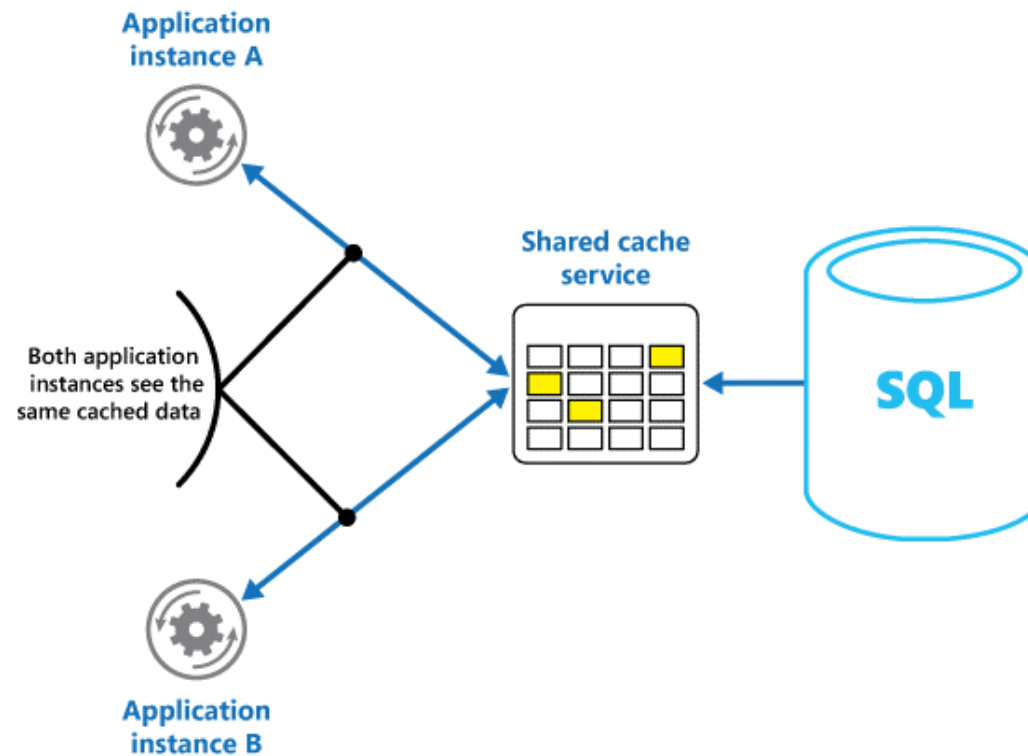 Application
instance A
Shared cache
service
Both application
instances see the
same cached data
SQL
Application
instance B